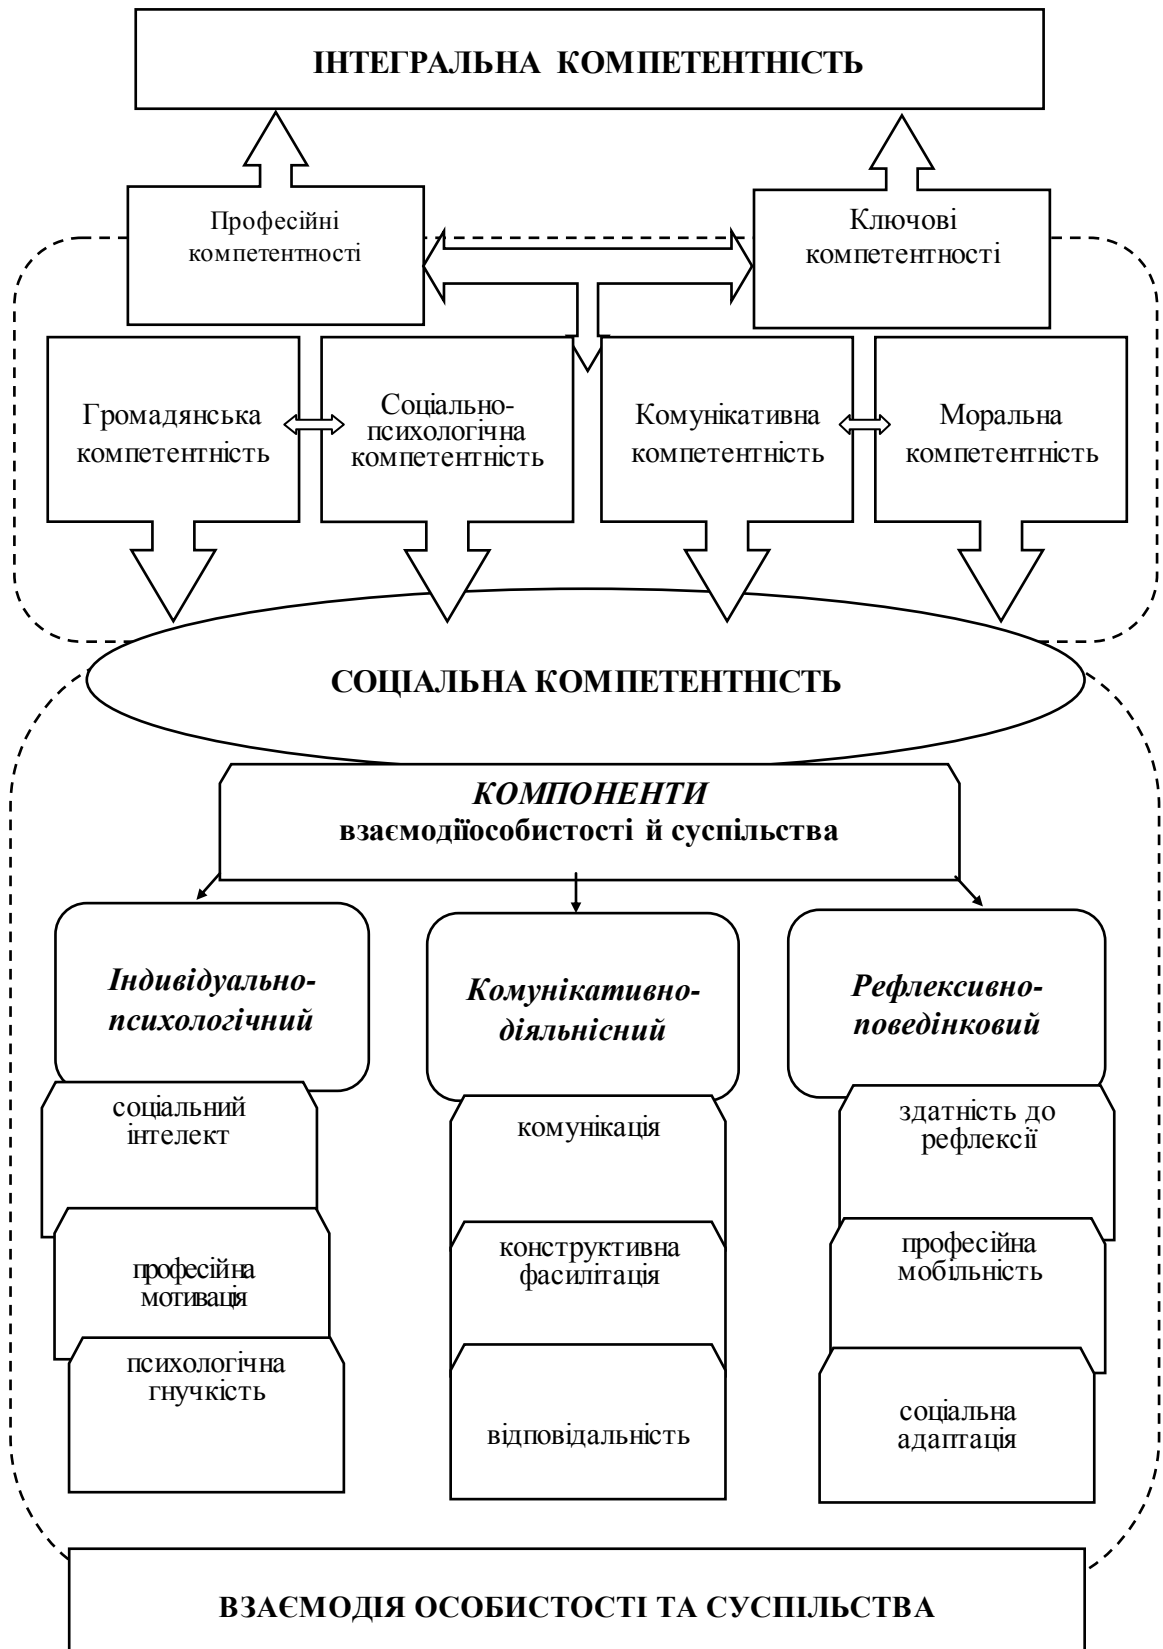 ІНТЕГРАЛЬНА КОМПЕТЕНТНІСТЬ
Професійні
компетентності
Ключові
компетентності
Громадянська
компетентність
Соціально-
психологічна
компетентність
Комунікативна
компетентність
Моральна
компетентність
СОЦІАЛЬНА КОМПЕТЕНТНІСТЬ
КОМПОНЕНТИ
взаємодіїособистості й суспільства
Індивідуально-
психологічний
Комунікативно-
діяльнісний
Рефлексивно-
поведінковий
соціальний
інтелект
професійна
мотивація
психологічна
гнучкість
комунікація
конструктивна
фасилітація
відповідальність
здатність до
рефлексії
професійна
мобільність
соціальна
адаптація
ВЗАЄМОДІЯ ОСОБИСТОСТІ ТА СУСПІЛЬСТВА